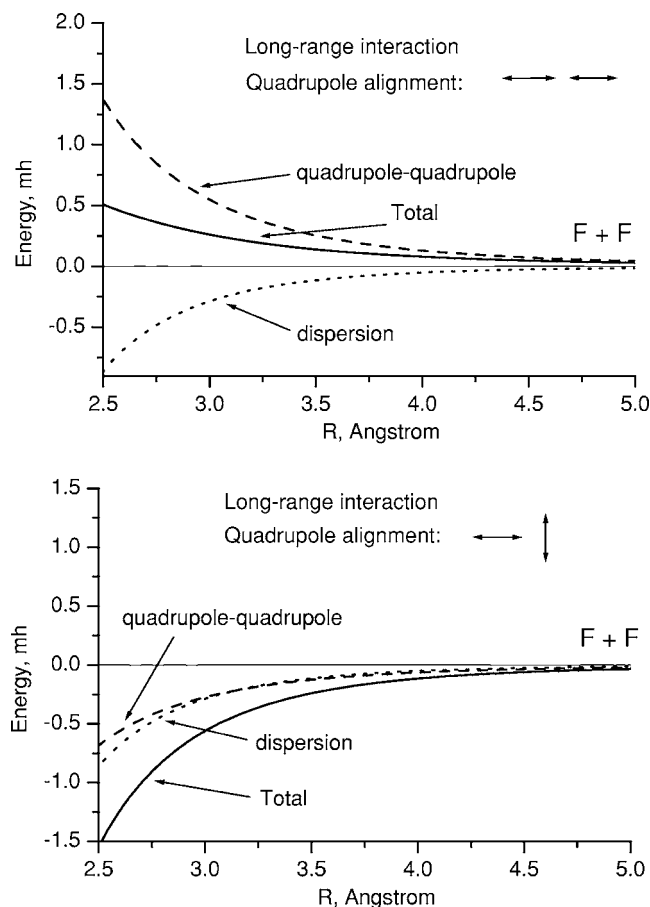 2.0
Long-range interaction
1.5
Quadrupole alignment:
1.0
quadrupole-quadrupole
0.5
Total
F + F
0.0
-0.5
dispersion
Energy, mh
2.5 3.0 3.5 4.0 4.5 5.0
R, Angstrom
1.5
Long-range interaction
1.0
Quadrupole alignment:
0.5
quadrupole-quadrupole
F + F
0.0
-0.5
dispersion
-1.0
Total
-1.5
Energy, mh
2.5 3.0 3.5 4.0 4.5 5.0
R, Angstrom